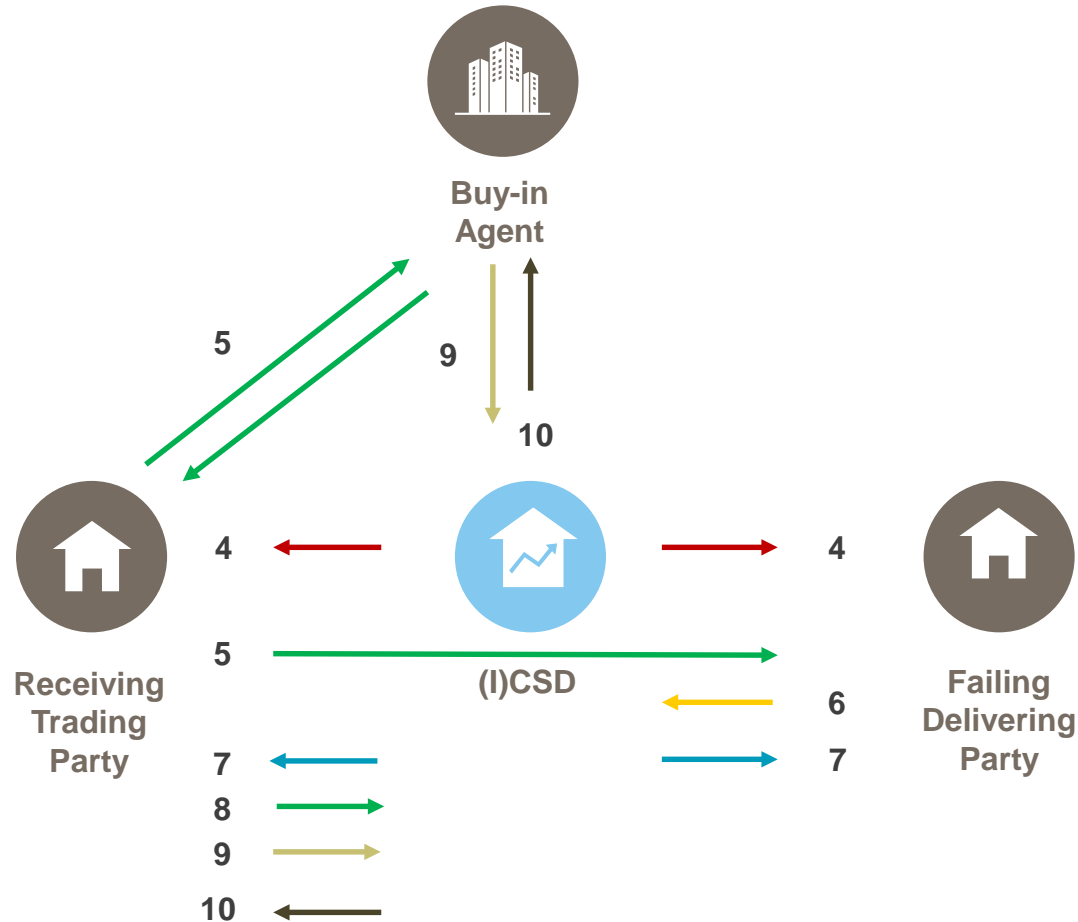 Buy-in
Agent
5
9
10
4
4
5
(I)CSD
Receiving
Trading
Party
Failing
Delivering
Party
6
7
7
8
9
10